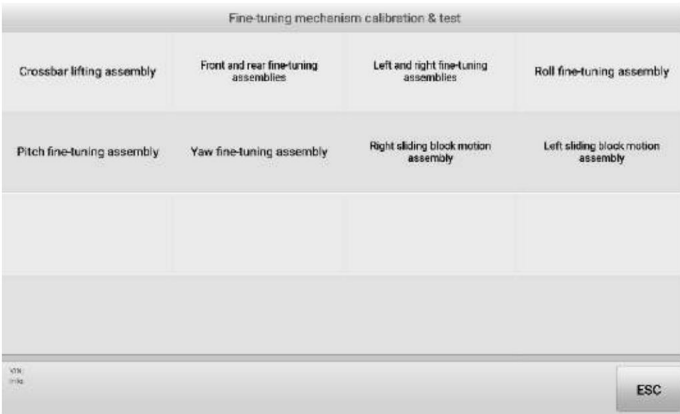 Fine-tuning mechanism calibration & test
Crossbar lifting assembly
Front and rear fine-tuning
assemblies
Left and right fine-tuning
assemblies
Roll fine-tuning assembly
Pitch fine-tuning assembly
Yaw fine-tuning assembly
Right sliding block motion
assembly
Left sliding block motion
assembly
VIN:
ESC